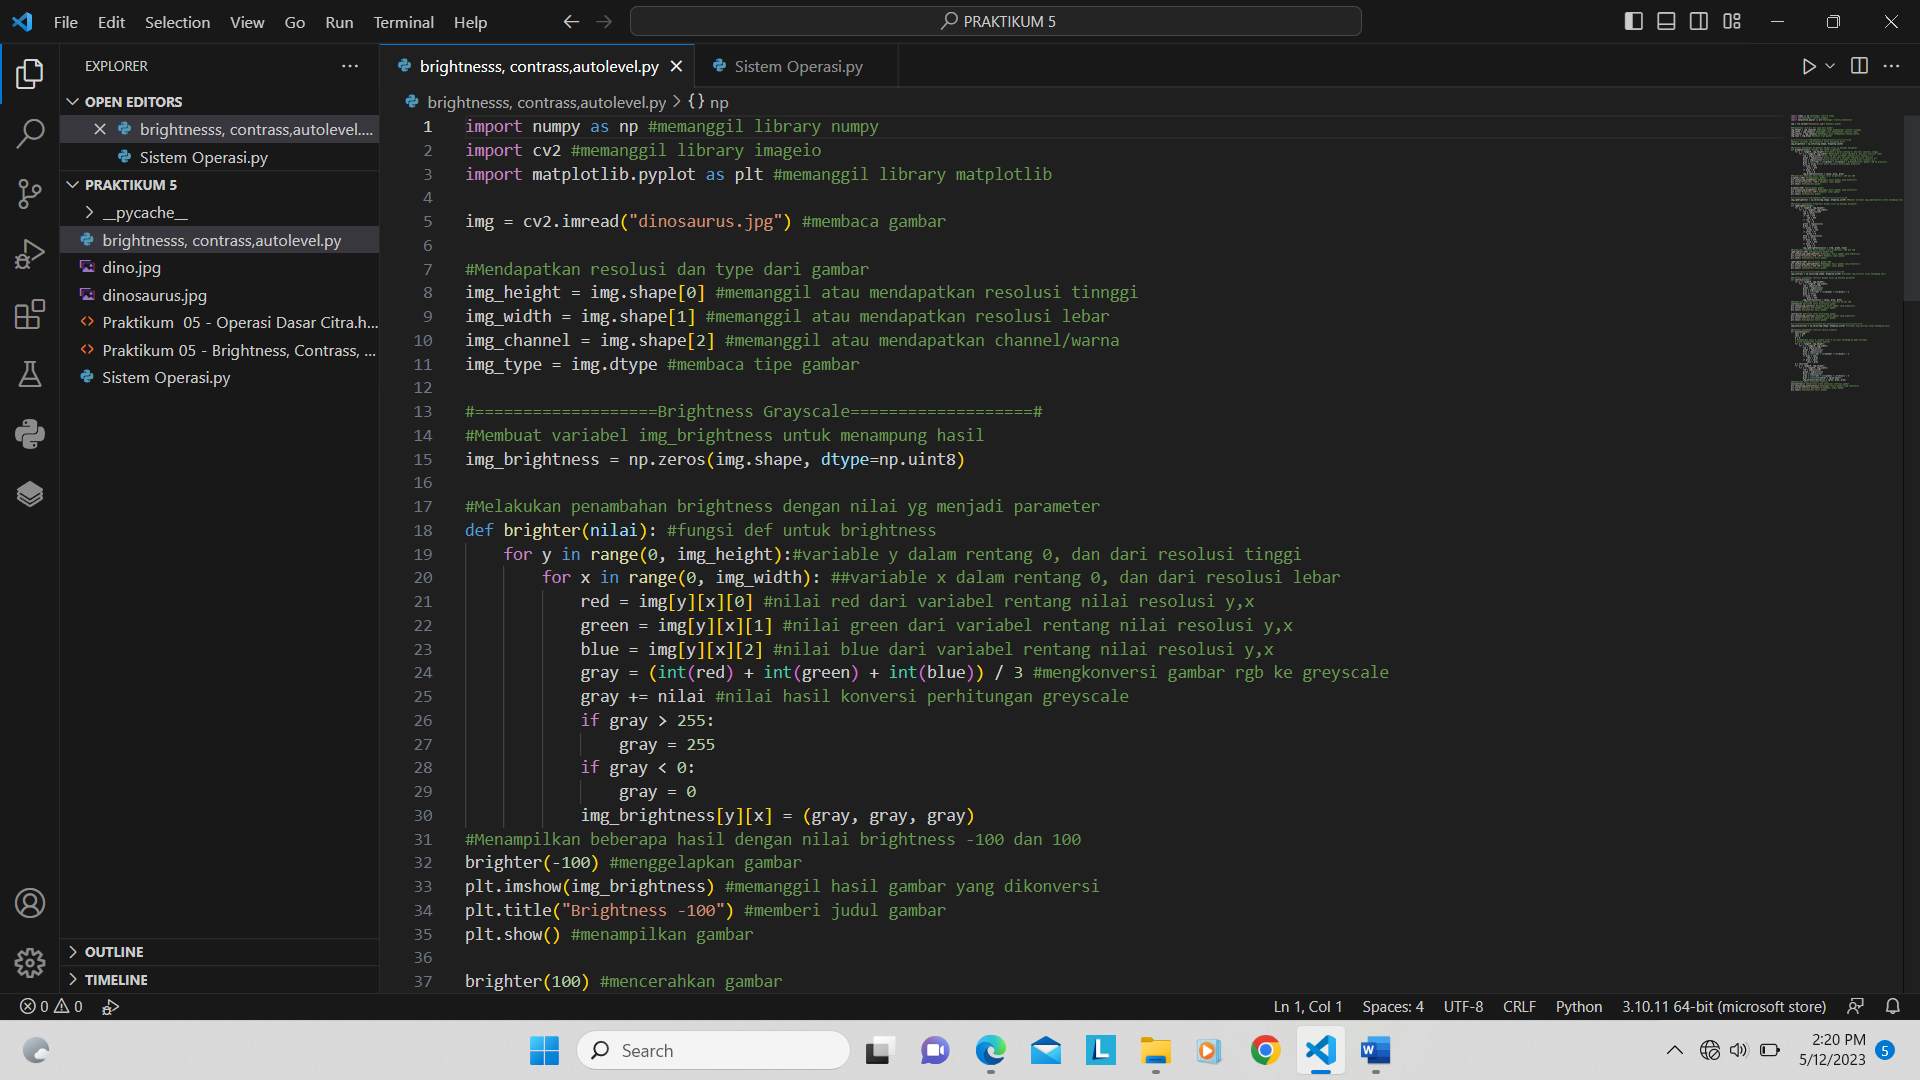 File Edit Selection View Go Run Terminal Help
PRAKTIKUM 5
EXPLORER
OPEN EDITORS
brightnesss, contrass,autolevel....
Sistem Operasi.py
PRAKTIKUM 5
__pycache__
brightnesss, contrass,autolevel.py
dino.jpg
dinosaurus.jpg
Praktikum 05 - Operasi Dasar Citra.h...
Praktikum 05 - Brightness, Contrass, ...
Sistem Operasi.py
OUTLINE
TIMELINE
brightnesss, contrass,autolevel.py
Sistem Operasi.py
brightnesss, contrass,autolevel.py > {} np
1 import numpy as np #memanggil library numpy
2 import cv2 #memanggil library imageio
3 import matplotlib.pyplot as plt #memanggil library matplotlib
4
5 img = cv2.imread("dinosaurus.jpg") #membaca gambar
6
7 #Mendapatkan resolusi dan type dari gambar
8 img_height = img.shape[0] #memanggil atau mendapatkan resolusi tinnggi
9 img_width = img.shape[1] #memanggil atau mendapatkan resolusi lebar
10 img_channel = img.shape[2] #memanggil atau mendapatkan channel/warna
11 img_type = img.dtype #membaca tipe gambar
12
13 #===================Brightness Grayscale===================#
14 #Membuat variabel img_brightness untuk menampung hasil
15 img_brightness = np.zeros(img.shape, dtype=np.uint8)
16
17 #Melakukan penambahan brightness dengan nilai yg menjadi parameter
18 def brighter(nilai): #fungsi def untuk brightness
19 for y in range(0, img_height):#variable y dalam rentang 0, dan dari resolusi tinggi
20 for x in range(0, img_width): ##variable x dalam rentang 0, dan dari resolusi lebar
21 red = img[y][x][0] #nilai red dari variabel rentang nilai resolusi y,x
22 green = img[y][x][1] #nilai green dari variabel rentang nilai resolusi y,x
23 blue = img[y][x][2] #nilai blue dari variabel rentang nilai resolusi y,x
24 gray = (int(red) + int(green) + int(blue)) / 3 #mengkonversi gambar rgb ke greyscale
25 gray += nilai #nilai hasil konversi perhitungan greyscale
26 if gray > 255:
27 gray = 255
28 if gray < 0:
29 gray = 0
30 img_brightness[y][x] = (gray, gray, gray)
31 #Menampilkan beberapa hasil dengan nilai brightness -100 dan 100
32 brighter(-100) #menggelapkan gambar
33 plt.imshow(img_brightness) #memanggil hasil gambar yang dikonversi
34 plt.title("Brightness -100") #memberi judul gambar
35 plt.show() #menampilkan gambar
36
37 brighter(100) #mencerahkan gambar
0 0
Ln 1, Col 1 Spaces: 4 UTF-8 CRLF Python 3.10.11 64-bit (microsoft store)
Search
2:20 PM
5/12/2023 5